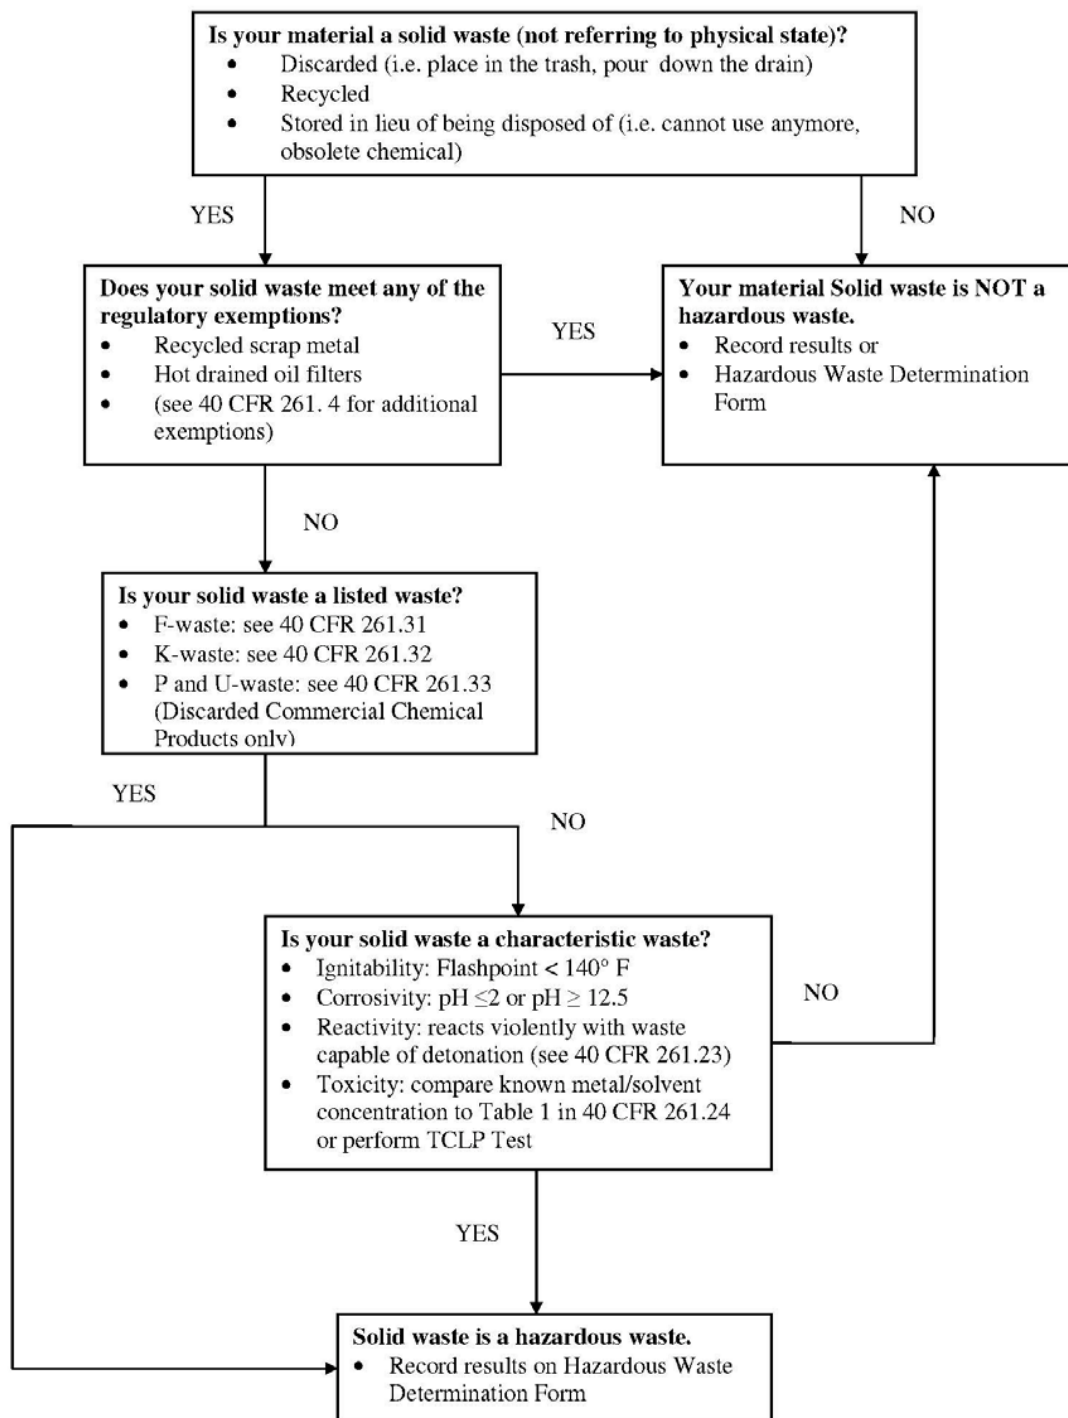 Is your material a solid waste (not referring to physical state)?
• Discarded (i.e. place in the trash, pour down the drain)
• Recycled
• Stored in lieu of being disposed of (i.e. cannot use anymore,
obsolete chemical)
YES
NO
Does your solid waste meet any of the
regulatory exemptions?
• Recycled scrap metal
• Hot drained oil filters
• (see 40 CFR 261. 4 for additional
exemptions)
YES
Your material Solid waste is NOT a
hazardous waste.
• Record results or
• Hazardous Waste Determination
Form
NO
Is your solid waste a listed waste?
• F-waste: see 40 CFR 261.31
• K-waste: see 40 CFR 261.32
• P and U-waste: see 40 CFR 261.33
(Discarded Commercial Chemical
Products only)
YES
NO
Is your solid waste a characteristic waste?
• Ignitability: Flashpoint < 140° F
• Corrosivity: pH ≤2 or pH ≥ 12.5
• Reactivity: reacts violently with waste
capable of detonation (see 40 CFR 261.23)
• Toxicity: compare known metal/solvent
concentration to Table 1 in 40 CFR 261.24
or perform TCLP Test
NO
YES
Solid waste is a hazardous waste.
• Record results on Hazardous Waste
Determination Form